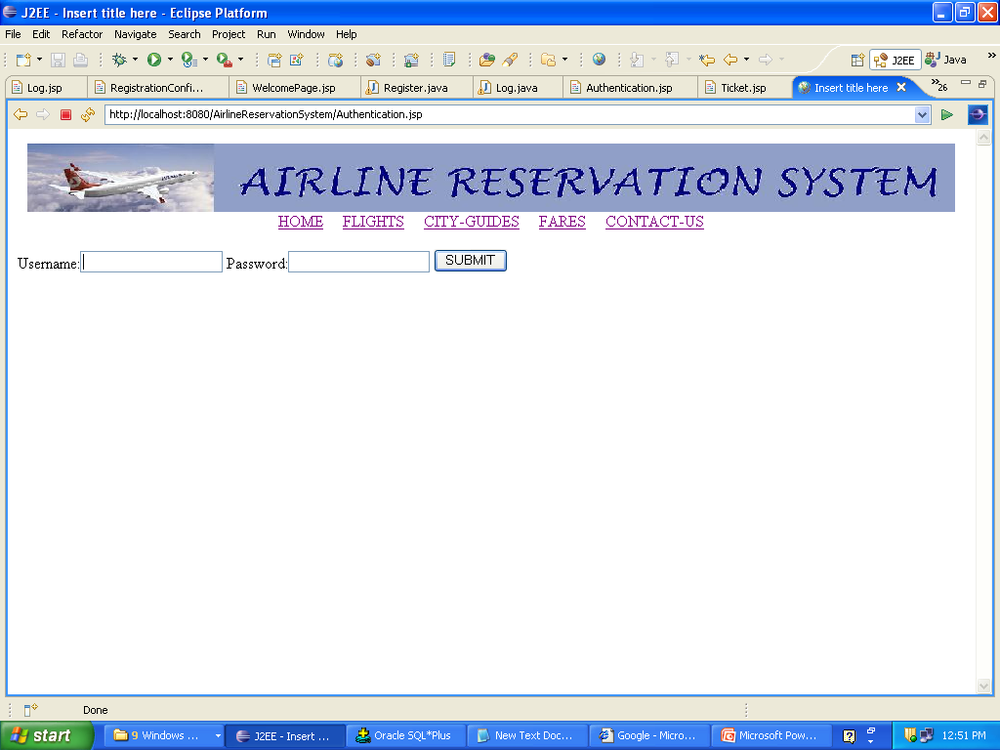 J2EE - Insert title here - Eclipse Platform
File Edit Refactor Navigate Search Project Run Window Help
J2EE Java »
Log.jsp RegistrationConfi... WelcomePage.jsp Register.java Log.java Authentication.jsp Ticket.jsp Insert title here »26
http://localhost:8080/AirlineReservationSystem/Authentication.jsp
AIRLINE RESERVATION SYSTEM
HOME FLIGHTS CITY-GUIDES FARES CONTACT-US
Username: Password: SUBMIT
Done
start 9 Windows ... J2EE - Insert ... Oracle SQL*Plus New Text Doc... Google - Micro... Microsoft Pow... 12:51 PM